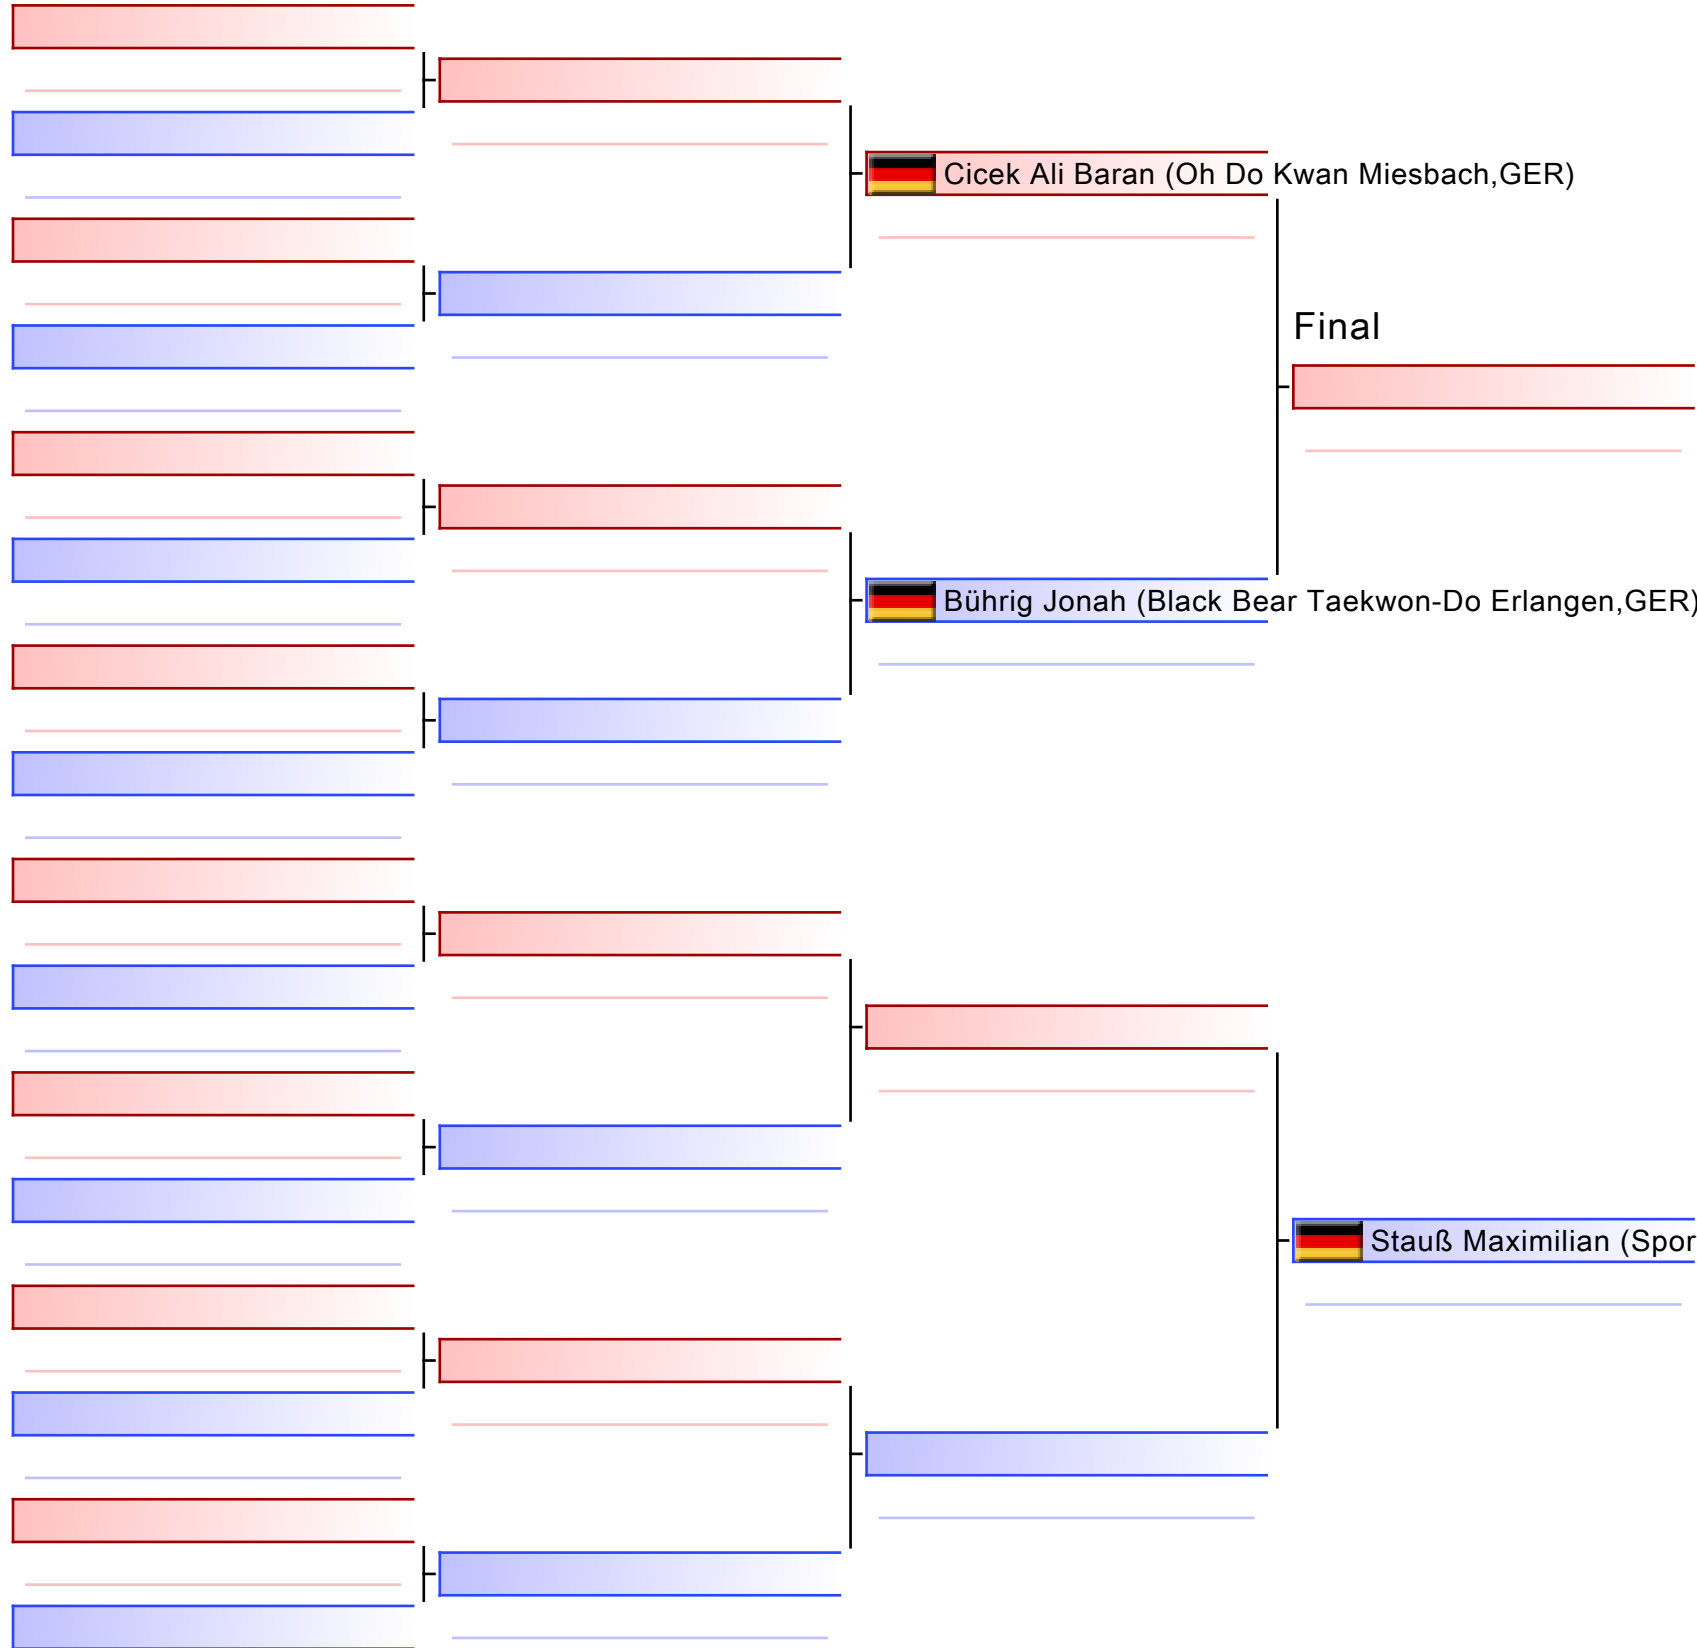 Cicek Ali Baran (Oh Do Kwan Miesbach,GER)
Final
Bührig Jonah (Black Bear Taekwon-Do Erlangen,GER)
Stauß Maximilian (Spor